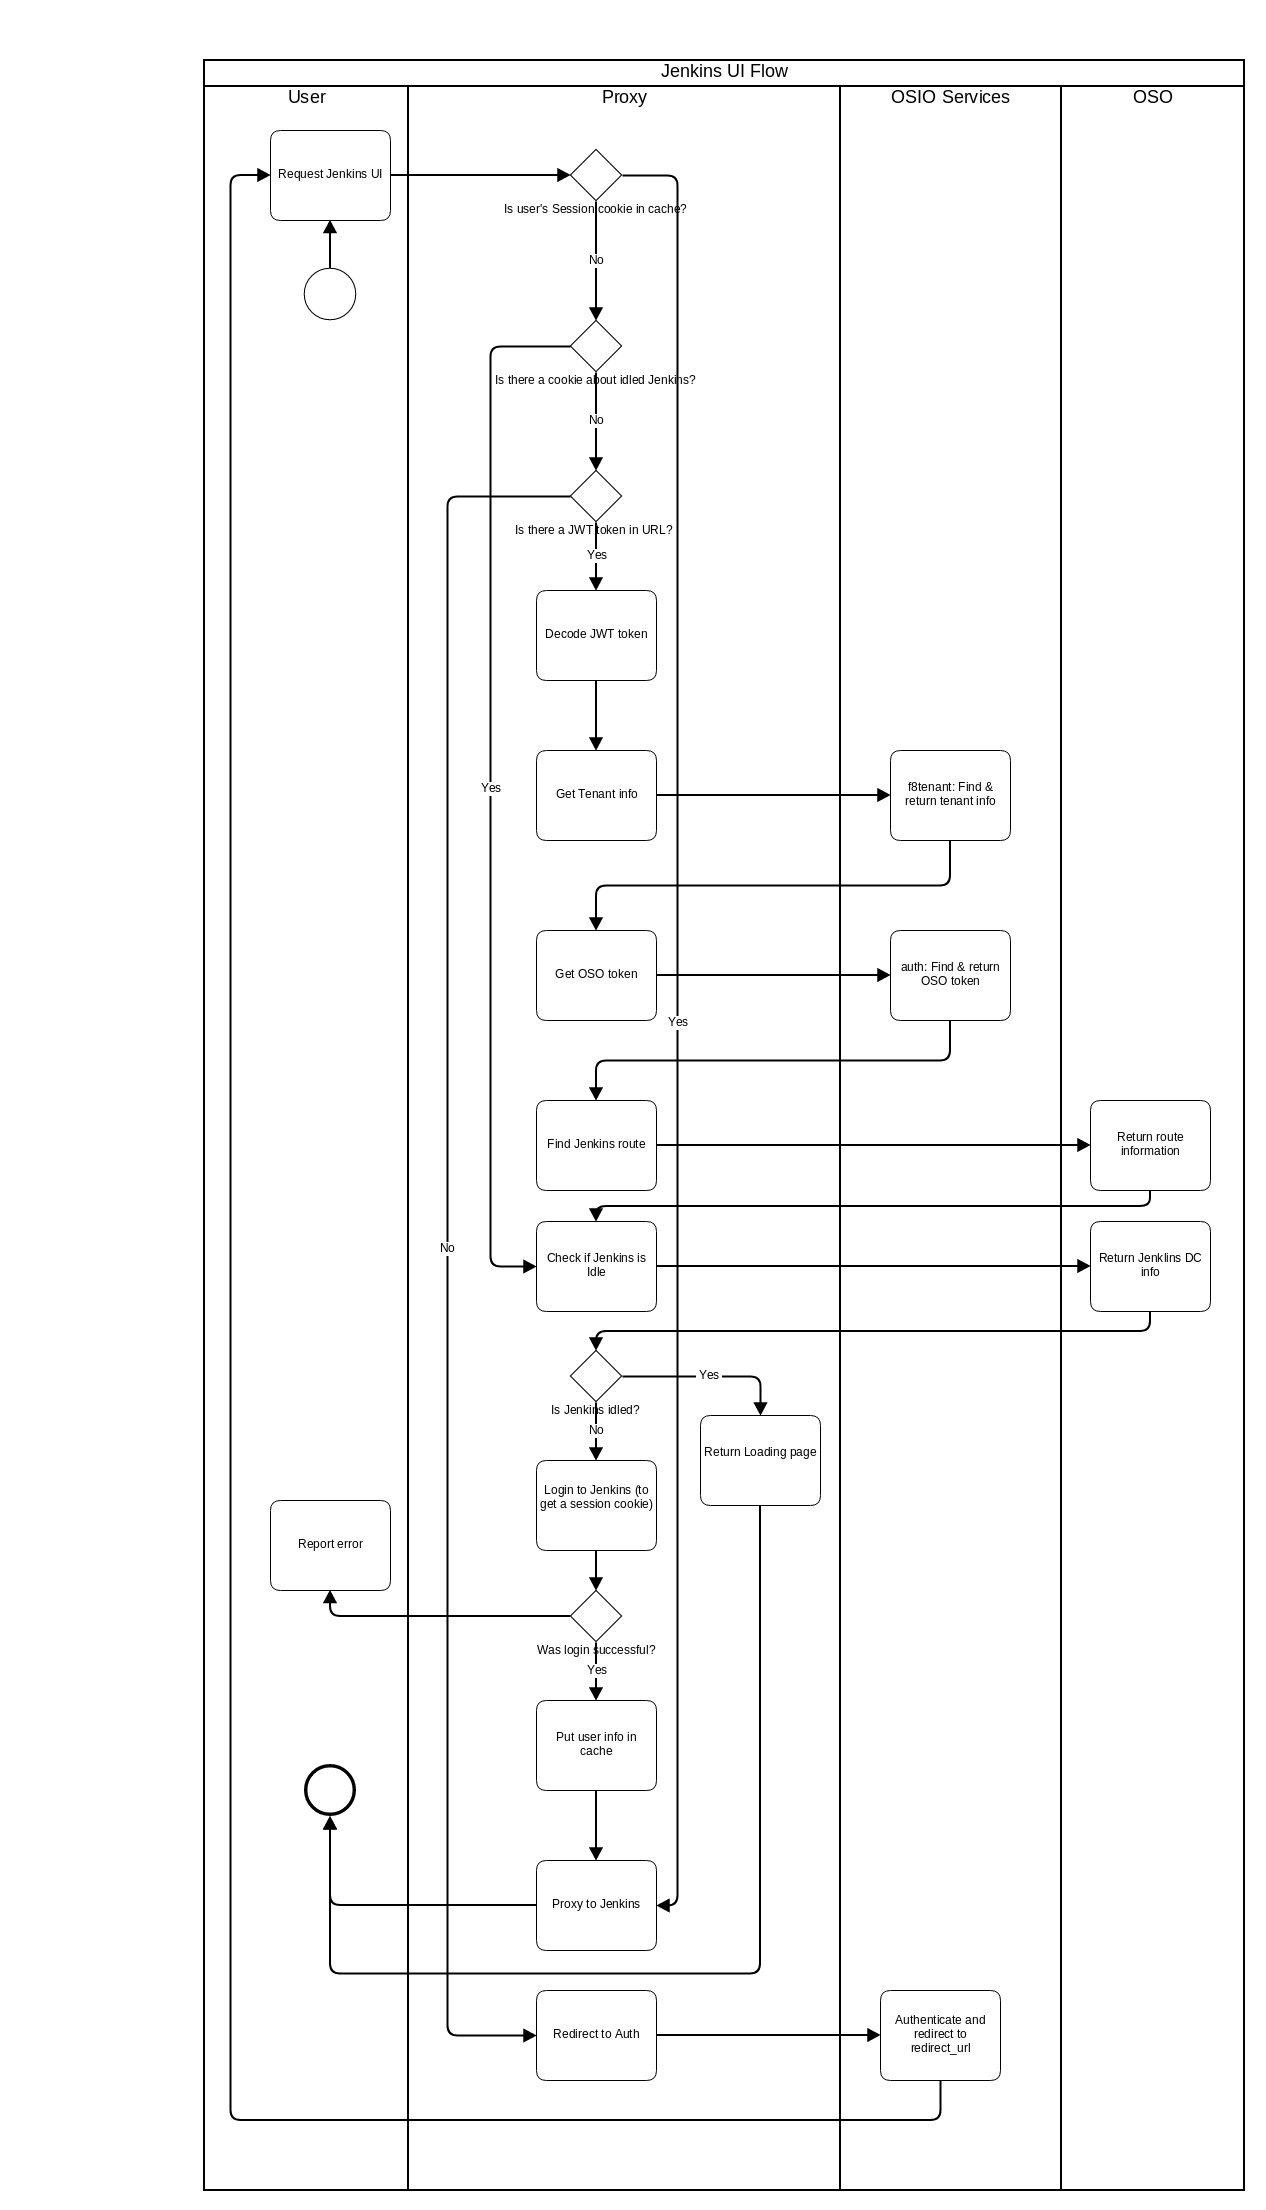 Jenkins UI Flow
User
Proxy
OSIO Services
OSO
Request Jenkins UI
Is user's Session cookie in cache?
No
Is there a cookie about idled Jenkins?
No
Is there a JWT token in URL?
Yes
Decode JWT token
Yes
Get Tenant info
f8tenant: Find &
return tenant info
Get OSO token
auth: Find & return
OSO token
Yes
Find Jenkins route
Return route
information
No
Check if Jenkins is
Idle
Return Jenklins DC
info
Yes
Is Jenkins idled?
No
Return Loading page
Login to Jenkins (to
get a session cookie)
Report error
Was login successful?
Yes
Put user info in
cache
Proxy to Jenkins
Redirect to Auth
Authenticate and
redirect to
redirect_url